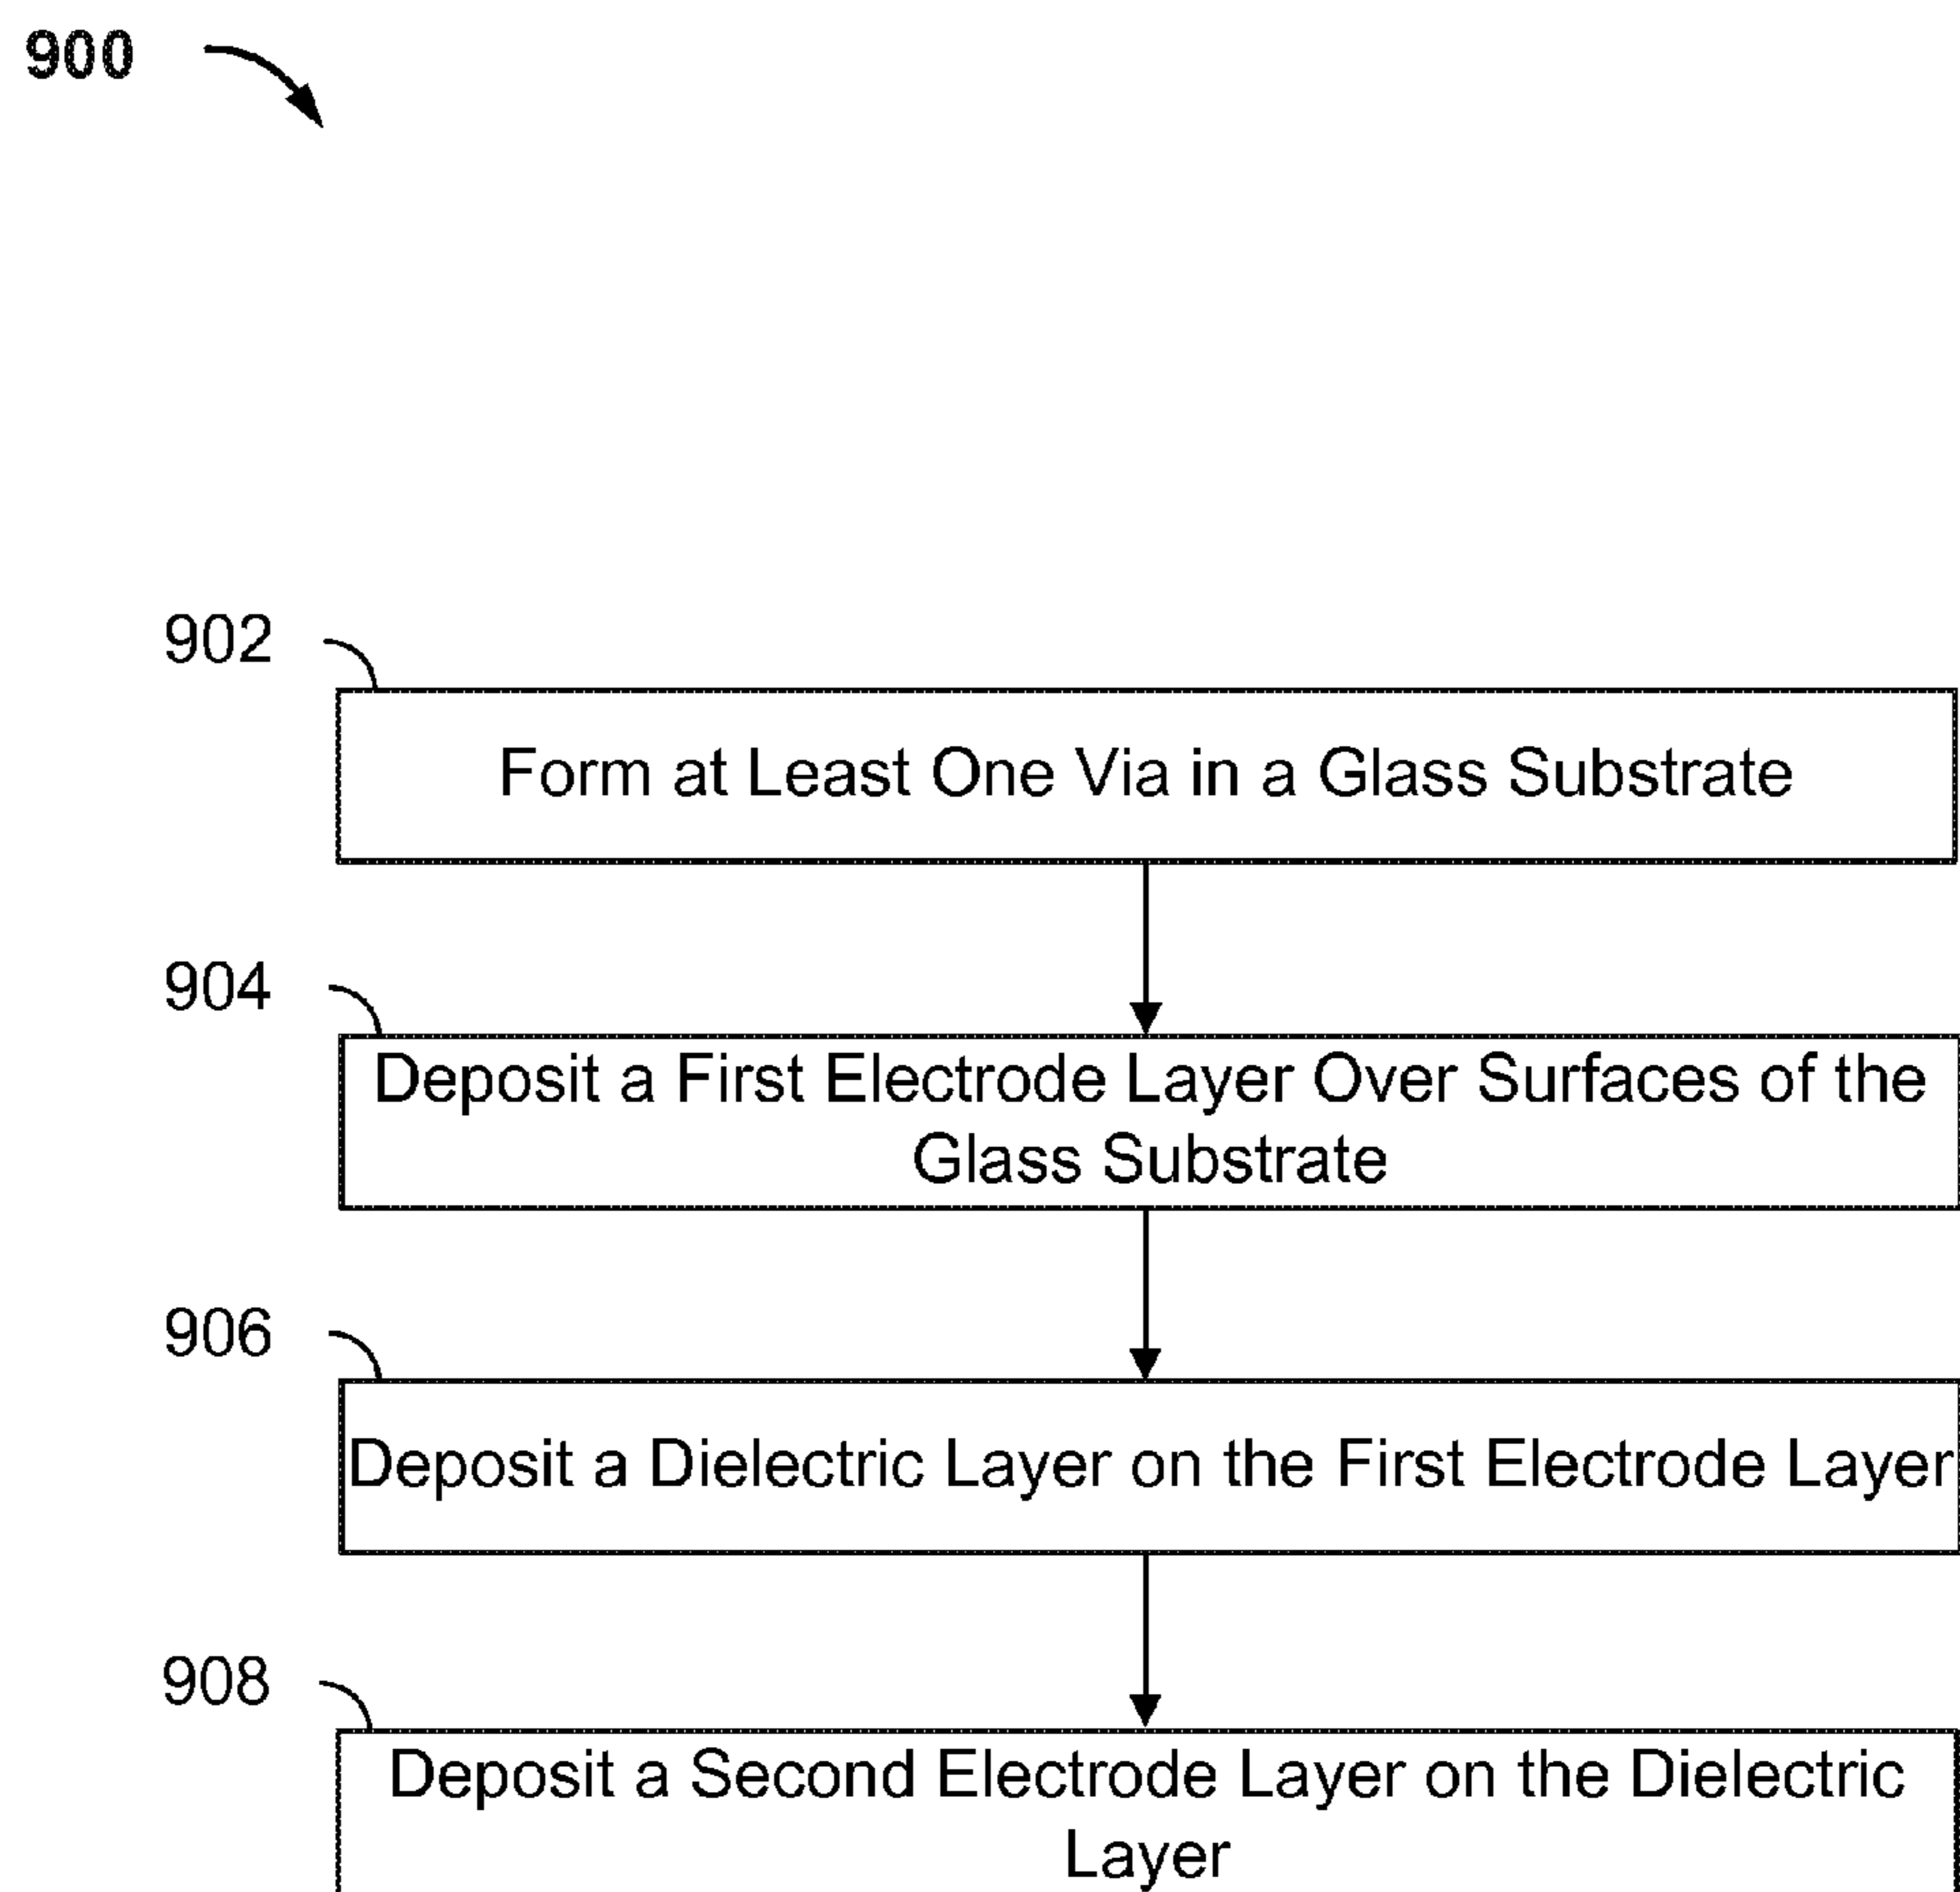 900
902
Form at Least One Via in a Glass Substrate
904
Deposit a First Electrode Layer Over Surfaces of the
Glass Substrate
906
Deposit a Dielectric Layer on the First Electrode Layer
908
Deposit a Second Electrode Layer on the Dielectric
Layer